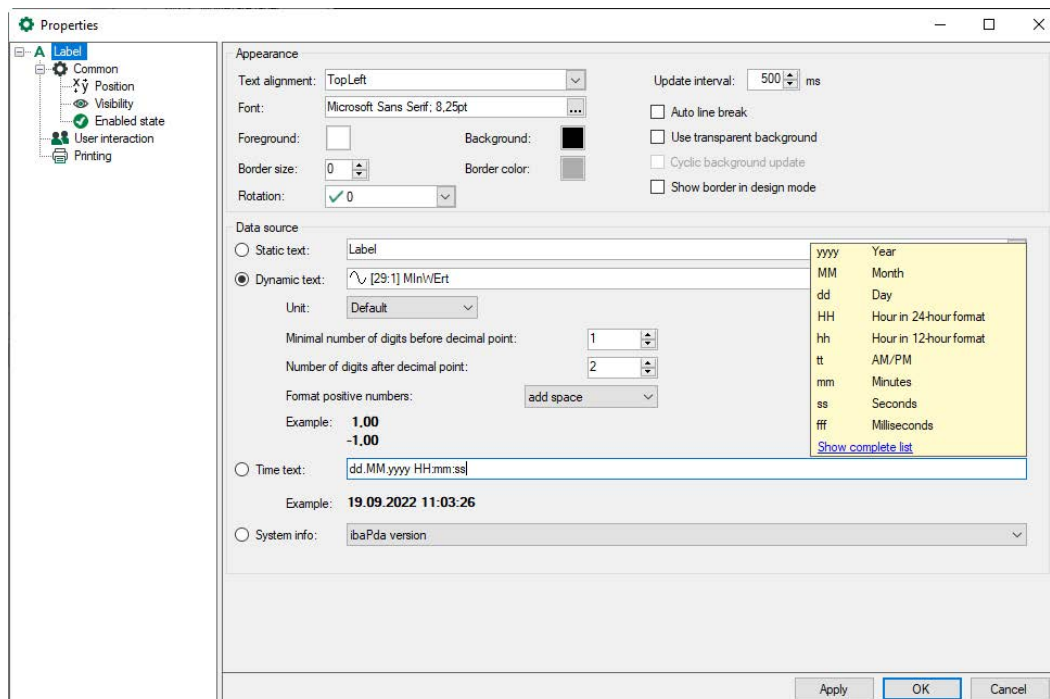 Properties
A Label
Common
Position
Visibility
Enabled state
User interaction
Printing
Appearance
Text alignment: TopLeft Update interval: 500 ms
Font: Microsoft Sans Serif; 8,25pt ... Auto line break
Foreground: Background: Use transparent background
Border size: 0 Border color: Cyclic background update
Rotation: 0 Show border in design mode
Data source
Static text: Label
Dynamic text: [29:1] MInWErt
Unit: Default
Minimal number of digits before decimal point: 1
Number of digits after decimal point: 2
Format positive numbers: add space
Example: 1,00
-1,00
yyyy Year
MM Month
dd Day
HH Hour in 24-hour format
hh Hour in 12-hour format
tt AM/PM
mm Minutes
ss Seconds
fff Milliseconds
Show complete list
Time text: dd.MM.yyyy HH:mm:ss
Example: 19.09.2022 11:03:26
System info: ibaPda version
Apply OK Cancel